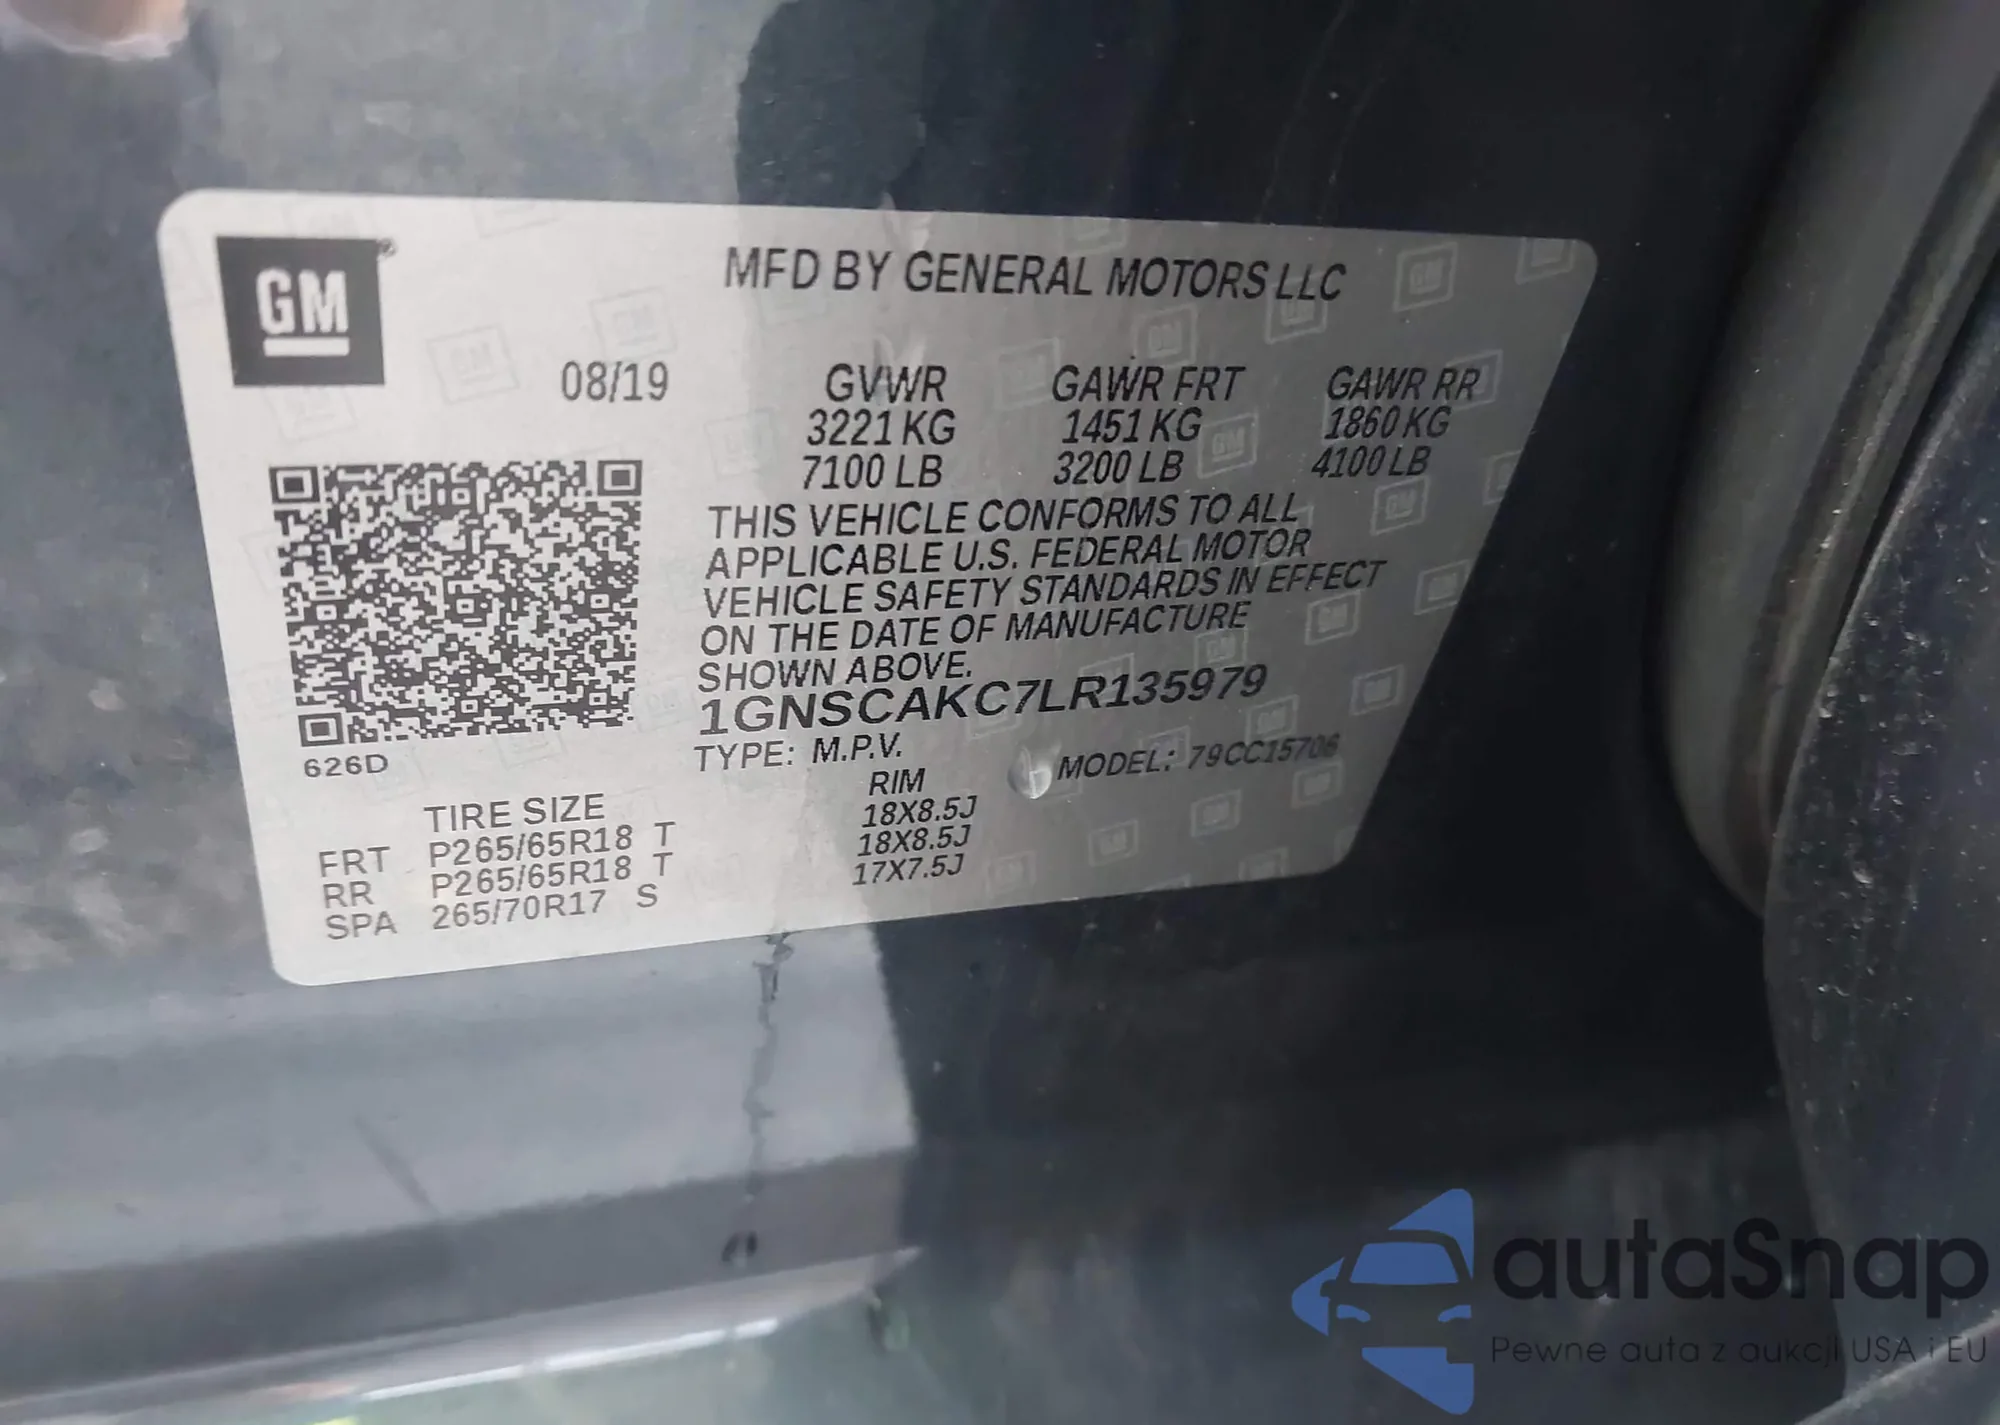 GM®
MFD BY GENERAL MOTORS LLC
08/19 GVWR GAWR FRT GAWR RR
3221 KG 1451 KG 1860 KG
7100 LB 3200 LB 4100 LB
THIS VEHICLE CONFORMS TO ALL
APPLICABLE U.S. FEDERAL MOTOR
VEHICLE SAFETY STANDARDS IN EFFECT
ON THE DATE OF MANUFACTURE
SHOWN ABOVE.
1GNSCAKC7LR135979
626D
TYPE: M.P.V. MODEL: 79CC15706
TIRE SIZE RIM
FRT P265/65R18 T 18X8.5J
RR P265/65R18 T 18X8.5J
SPA 265/70R17 S 17X7.5J
autaSnap
Pewne auta z aukcji USA i EU